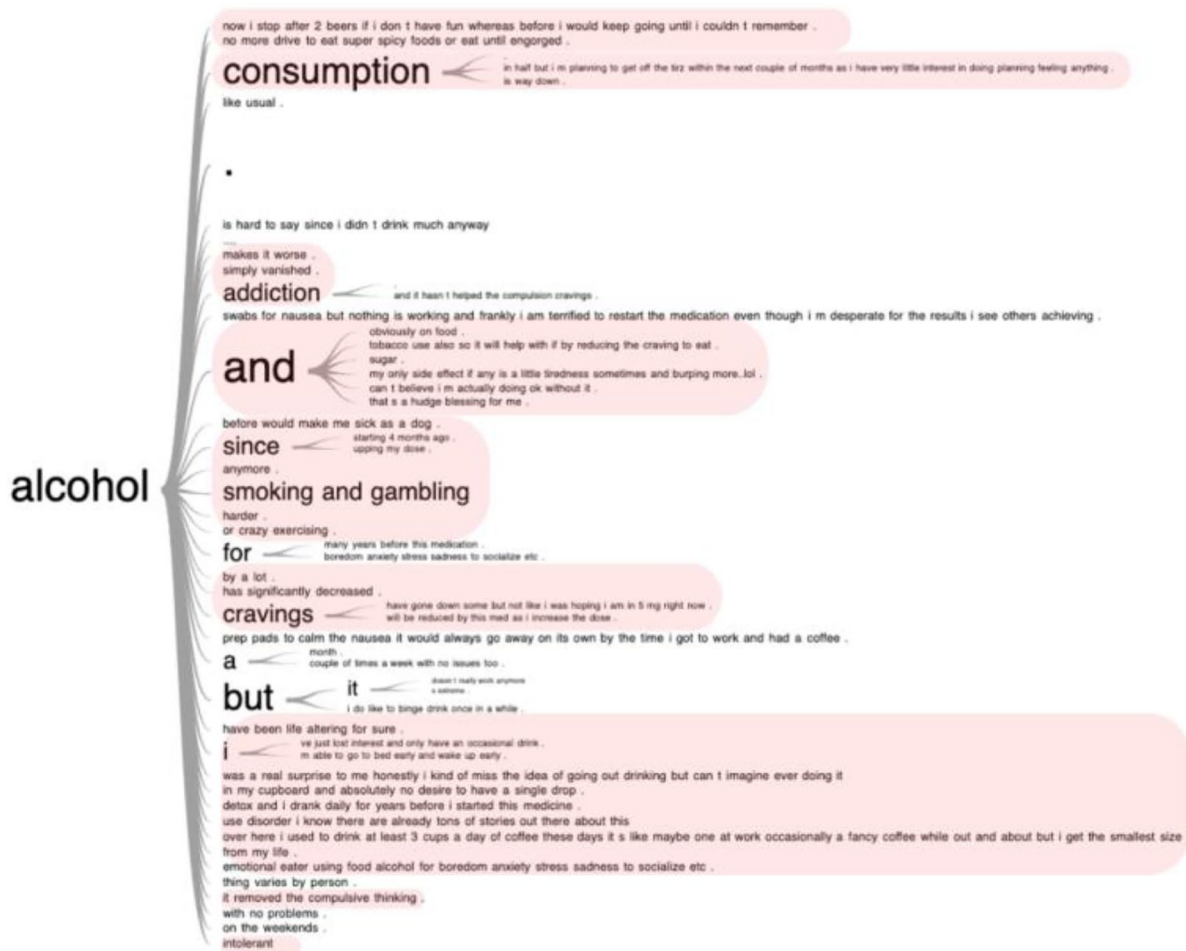 now i stop after 2 beers if i don t have fun whereas before i would keep going until i couldn t remember .
no more drive to eat super spicy foods or eat until engorged .
consumption
.
in half but i m planning to get off the tirz within the next couple of months as i have very little interest in doing planning feeling anything .
is way down .
like usual .
.
is hard to say since i didn t drink much anyway
makes it worse .
simply vanished .
addiction
.
and it hasn t helped the compulsion cravings .
swabs for nausea but nothing is working and frankly i am terrified to restart the medication even though i m desperate for the results i see others achieving .
and
obviously on food .
tobacco use also so it will help with if by reducing the craving to eat .
sugar .
my only side effect if any is a little tiredness sometimes and burping more..lol .
can t believe i m actually doing ok without it .
that s a hudge blessing for me .
before would make me sick as a dog .
since
starting 4 months ago .
upping my dose .
anymore .
alcohol
smoking and gambling
harder .
or crazy exercising .
for
many years before this medication .
boredom anxiety stress sadness to socialize etc .
by a lot .
has significantly decreased .
cravings
have gone down some but not like i was hoping i am in 5 mg right now .
will be reduced by this med as i increase the dose .
prep pads to calm the nausea it would always go away on its own by the time i got to work and had a coffee .
a
month .
couple of times a week with no issues too .
but
it
doesn t really work anymore
s extreme .
i do like to binge drink once in a while .
have been life altering for sure .
i
ve just lost interest and only have an occasional drink .
m able to go to bed early and wake up early .
was a real surprise to me honestly i kind of miss the idea of going out drinking but can t imagine ever doing it
in my cupboard and absolutely no desire to have a single drop .
detox and i drank daily for years before i started this medicine .
use disorder i know there are already tons of stories out there about this
over here i used to drink at least 3 cups a day of coffee these days it s like maybe one at work occasionally a fancy coffee while out and about but i get the smallest size
from my life .
emotional eater using food alcohol for boredom anxiety stress sadness to socialize etc .
thing varies by person .
it removed the compulsive thinking .
with no problems .
on the weekends .
intolerant